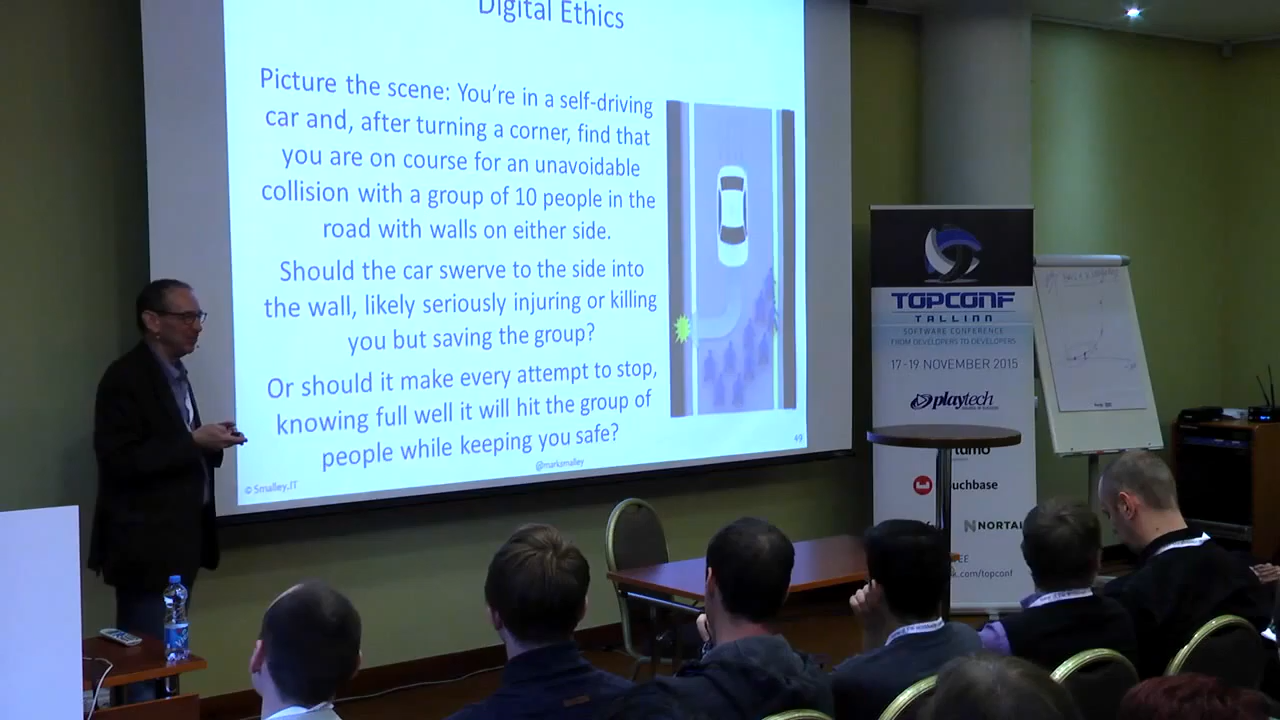 Digital Ethics
Picture the scene: You're in a self-driving
car and, after turning a corner, find that
you are on course for an unavoidable
collision with a group of 10 people in the
road with walls on either side.
Should the car swerve to the side into
the wall, likely seriously injuring or killing
you but saving the group?
Or should it make every attempt to stop,
knowing full well it will hit the group of
people while keeping you safe?
@marksmalley
49
© Smalley.IT
TOPCONF
TALLINN
SOFTWARE CONFERENCE
FROM DEVELOPERS TO DEVELOPERS
17-19 NOVEMBER 2015
playtech
uchbase
NORTAL
.com/topconf